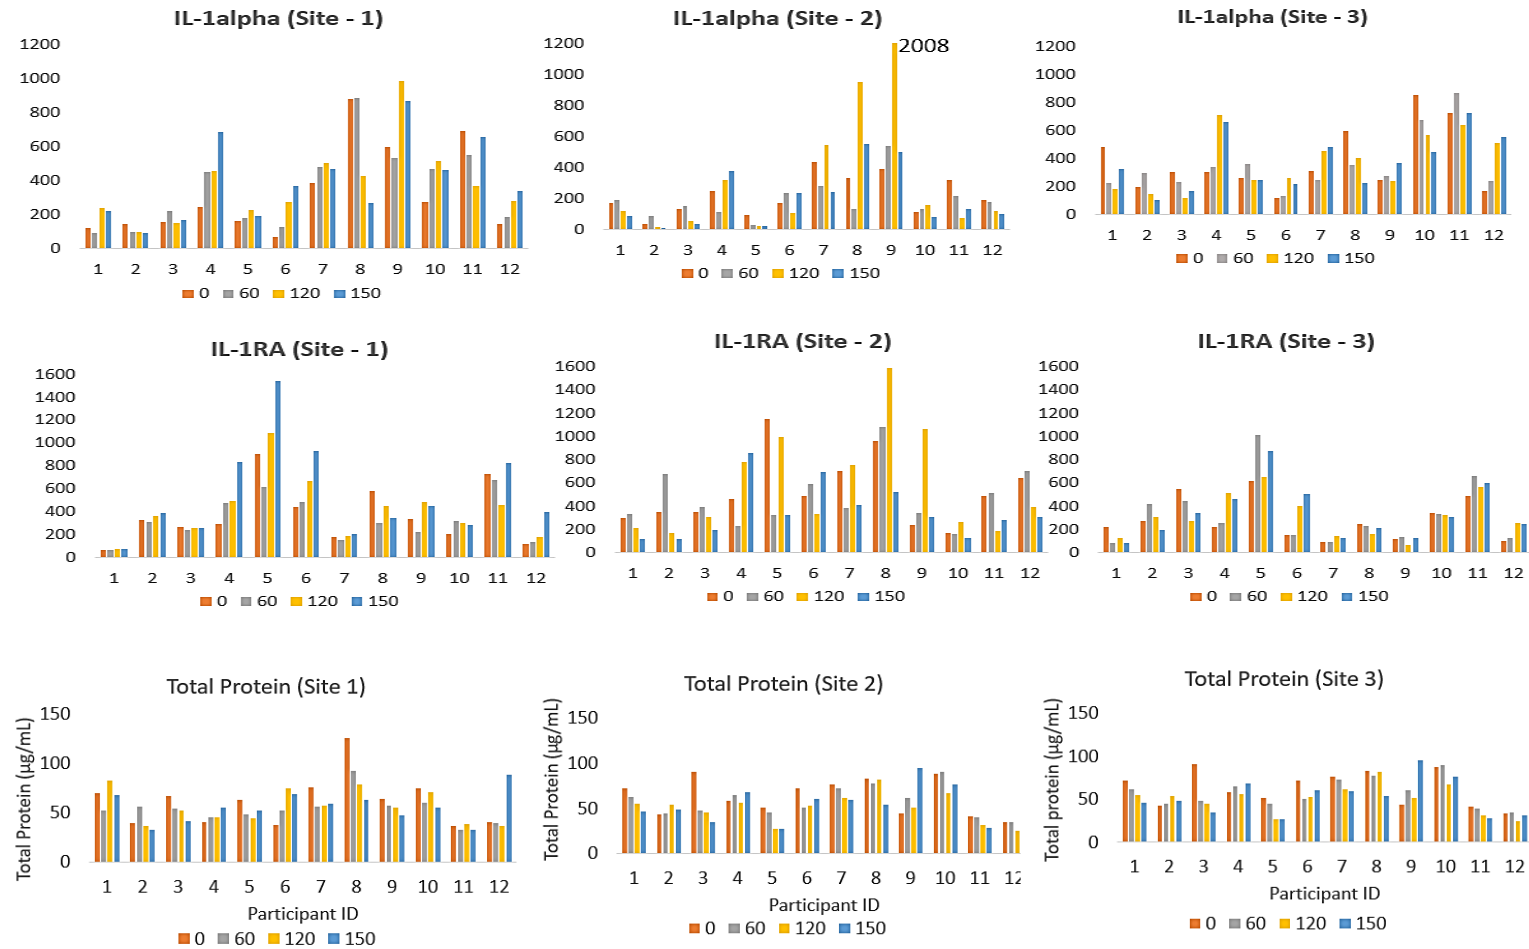 IL-1alpha (Site - 1)
1200
1000
800
600
400
200
0
1 2 3 4 5 6 7 8 9 10 11 12
0 60 120 150
IL-1alpha (Site - 2)
2008
1200
1000
800
600
400
200
0
1 2 3 4 5 6 7 8 9 10 11 12
0 60 120 150
IL-1alpha (Site - 3)
1200
1000
800
600
400
200
0
1 2 3 4 5 6 7 8 9 10 11 12
0 60 120 150
IL-1RA (Site - 1)
1600
1400
1200
1000
800
600
400
200
0
1 2 3 4 5 6 7 8 9 10 11 12
0 60 120 150
IL-1RA (Site - 2)
1600
1400
1200
1000
800
600
400
200
0
1 2 3 4 5 6 7 8 9 10 11 12
0 60 120 150
IL-1RA (Site - 3)
1600
1400
1200
1000
800
600
400
200
0
1 2 3 4 5 6 7 8 9 10 11 12
0 60 120 150
Total Protein (Site 1)
Total Protein (µg/mL)
150
100
50
0
1 2 3 4 5 6 7 8 9 10 11 12
Participant ID
0 60 120 150
Total Protein (Site 2)
Total Protein (µg/mL)
150
100
50
0
1 2 3 4 5 6 7 8 9 10 11 12
Participant ID
0 60 120 150
Total Protein (Site 3)
Total protein (µg/mL)
150
100
50
0
1 2 3 4 5 6 7 8 9 10 11 12
Participant ID
0 60 120 150